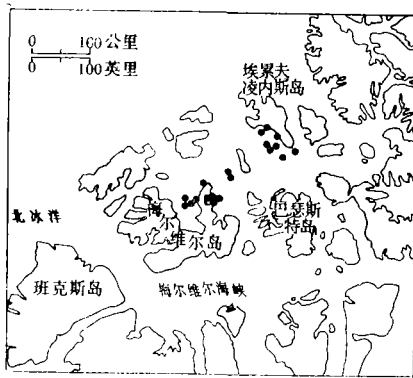 0 160公里
0 100英里
埃累夫
凌内斯岛
巴瑟斯
特岛
北冰洋
尔
维尔岛
班克斯岛
梅尔维尔海峡